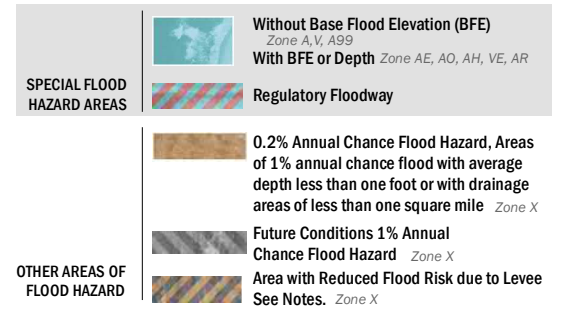 Without Base Flood Elevation (BFE)
Zone A,V, A99
With BFE or Depth Zone AE, AO, AH, VE, AR
SPECIAL FLOOD
HAZARD AREAS
Regulatory Floodway
0.2% Annual Chance Flood Hazard, Areas
of 1% annual chance flood with average
depth less than one foot or with drainage
areas of less than one square mile Zone X
Future Conditions 1% Annual
Chance Flood Hazard Zone X
OTHER AREAS OF
FLOOD HAZARD
Area with Reduced Flood Risk due to Levee
See Notes. Zone X